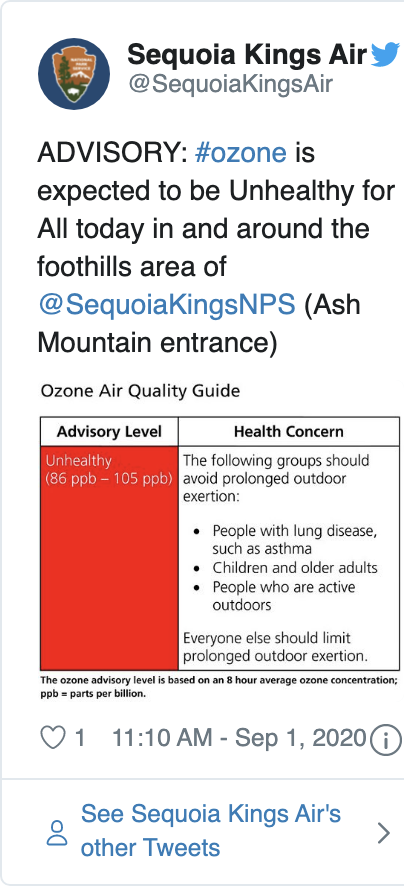 Sequoia Kings Air
@SequoiaKingsAir
ADVISORY: #ozone is
expected to be Unhealthy for
All today in and around the
foothills area of
@SequoiaKingsNPS (Ash
Mountain entrance)
Ozone Air Quality Guide
Advisory Level
Health Concern
Unhealthy
(86 ppb – 105 ppb)
The following groups should
avoid prolonged outdoor
exertion:
• People with lung disease,
such as asthma
• Children and older adults
• People who are active
outdoors
Everyone else should limit
prolonged outdoor exertion.
The ozone advisory level is based on an 8 hour average ozone concentration;
ppb = parts per billion.
1 11:10 AM - Sep 1, 2020
See Sequoia Kings Air's
other Tweets